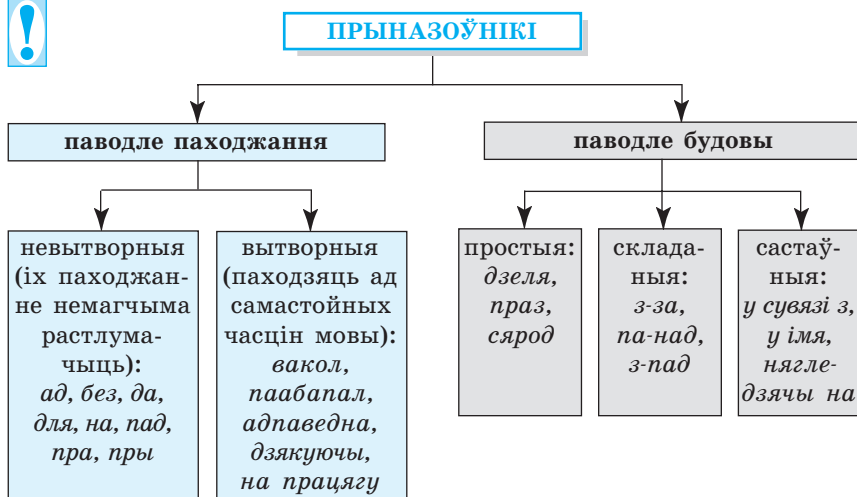 !
ПРЫНАЗОЎНІКІ
паводле паходжання
невытворныя
(іх паходжан-
не немагчыма
растлума-
чыць):
ад, без, да,
для, на, пад,
пра, пры
вытворныя
(паходзяць ад
самастойных
часцін мовы):
вакол,
паабапал,
адпаведна,
дзякуючы,
на працягу
паводле будовы
простыя:
дзеля,
праз,
сярод
склада-
ныя:
з-за,
па-над,
з-пад
састаў-
ныя:
у сувязі з,
у імя,
нягле-
дзячы на